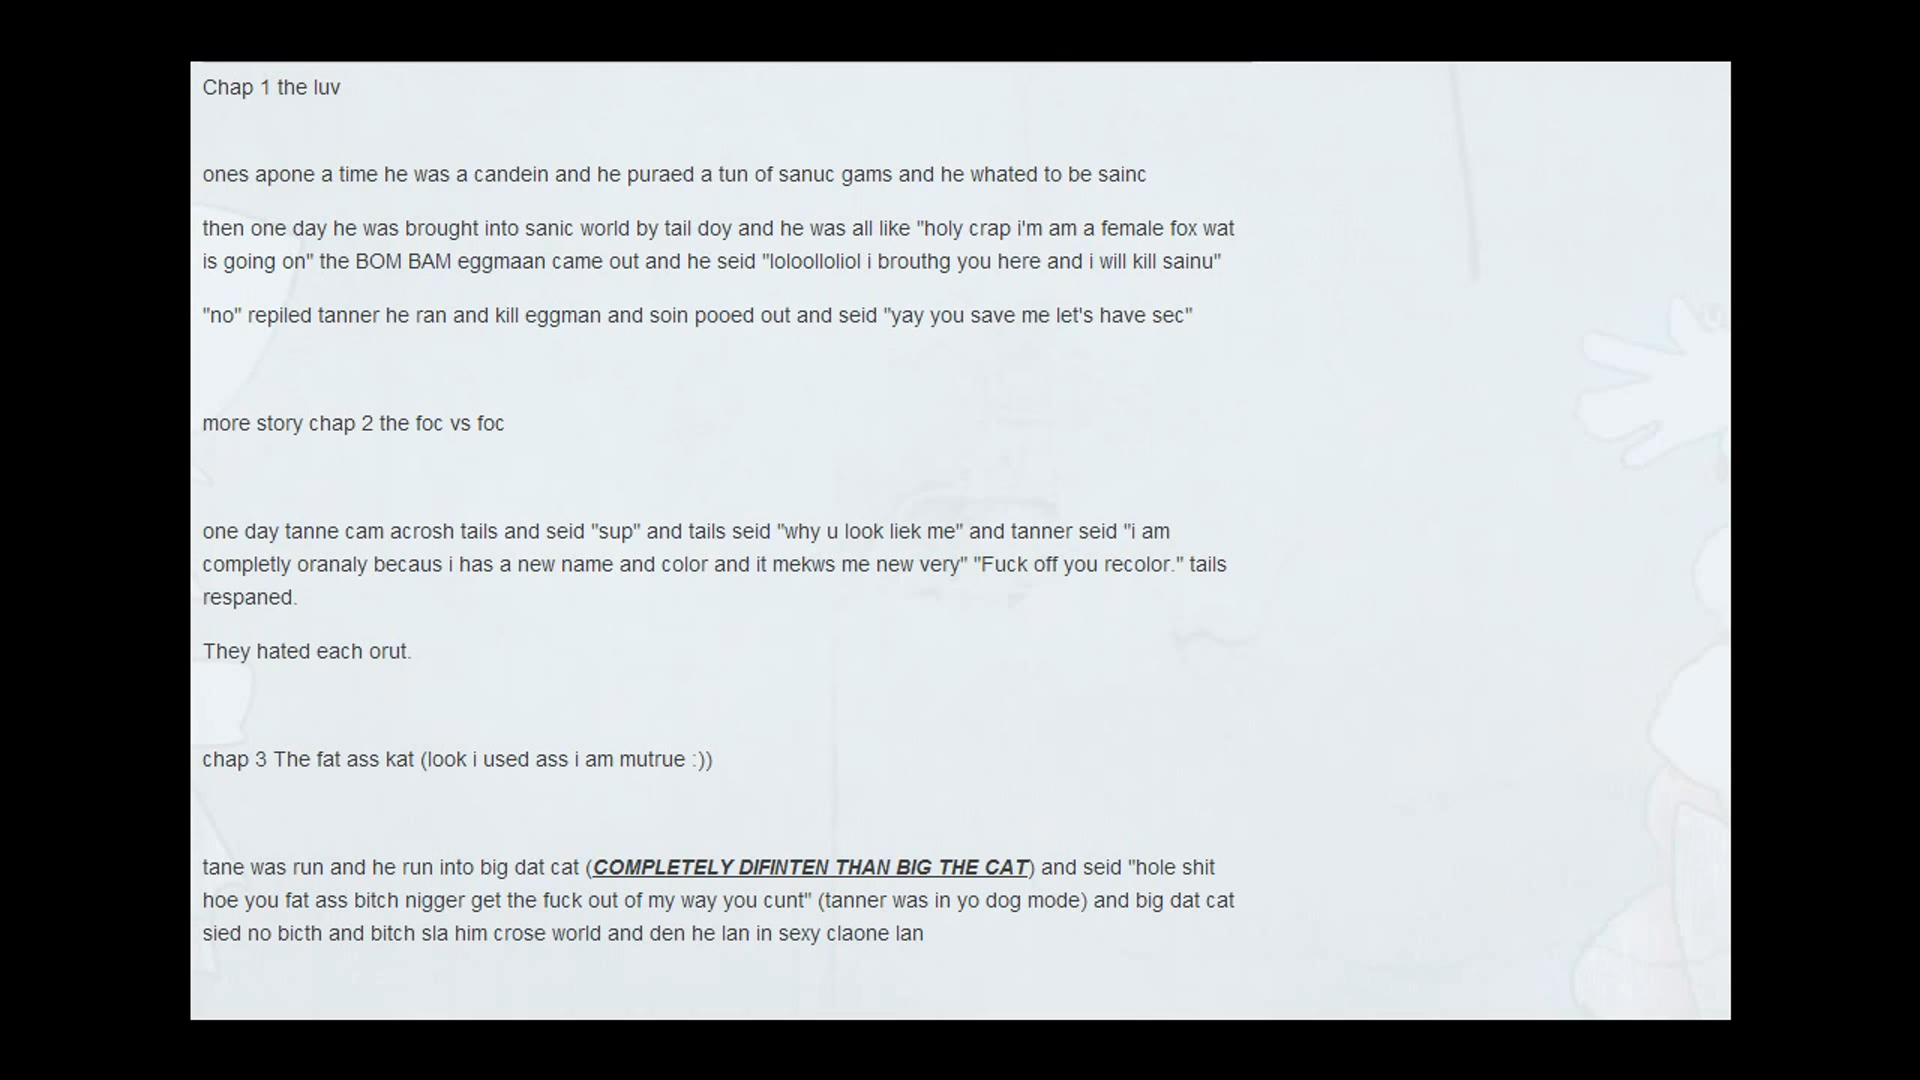 Chap 1 the luv
ones apone a time he was a candein and he puraed a tun of sanuc gams and he whated to be sainc
then one day he was brought into sanic world by tail doy and he was all like "holy crap i'm am a female fox wat
is going on" the BOM BAM eggmaan came out and he seid "loloolloliol i brouthg you here and i will kill sainu"
"no" repiled tanner he ran and kill eggman and soin pooed out and seid "yay you save me let's have sec"
more story chap 2 the foc vs foc
one day tanne cam acrosh tails and seid "sup" and tails seid "why u look liek me" and tanner seid "i am
completly oranaly becaus i has a new name and color and it mekws me new very" "Fuck off you recolor." tails
respaned.
They hated each orut.
chap 3 The fat ass kat (look i used ass i am mutrue :))
tane was run and he run into big dat cat (COMPLETELY DIFINTEN THAN BIG THE CAT) and seid "hole shit
hoe you fat ass bitch nigger get the fuck out of my way you cunt" (tanner was in yo dog mode) and big dat cat
sied no bicth and bitch sla him crose world and den he lan in sexy claone lan